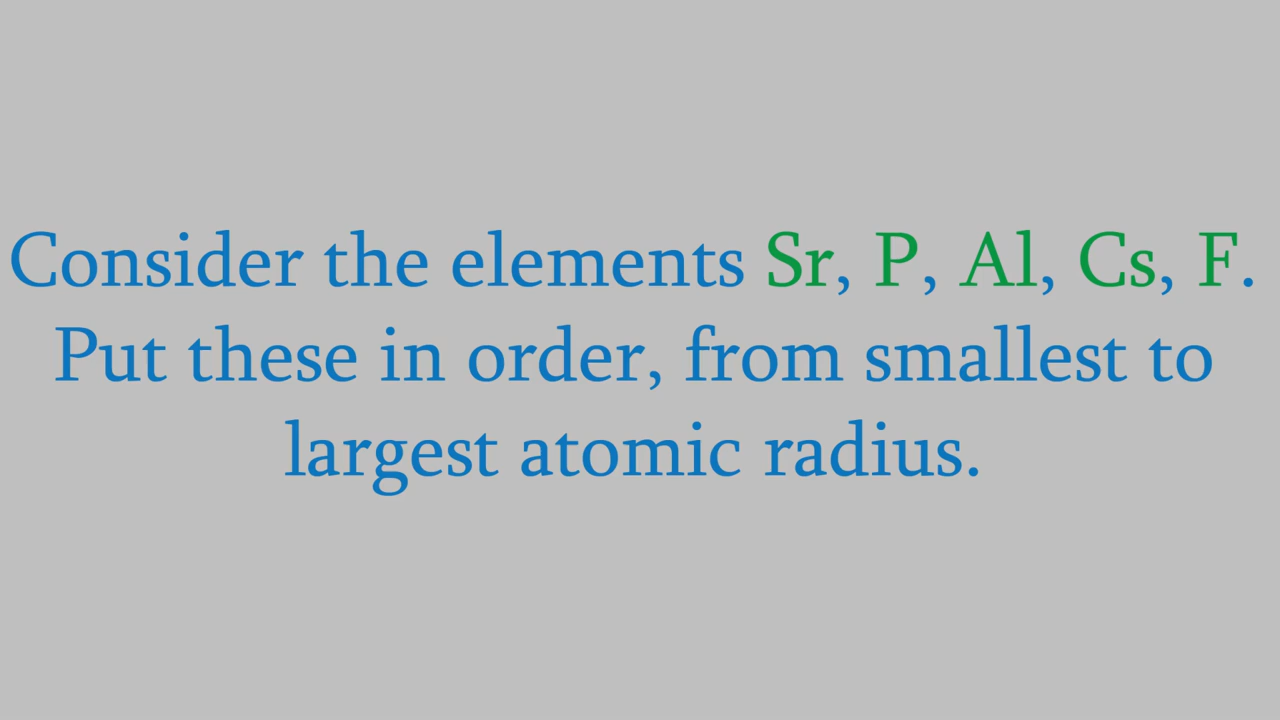 Consider the elements Sr, P, Al, Cs, F.
Put these in order, from smallest to
largest atomic radius.